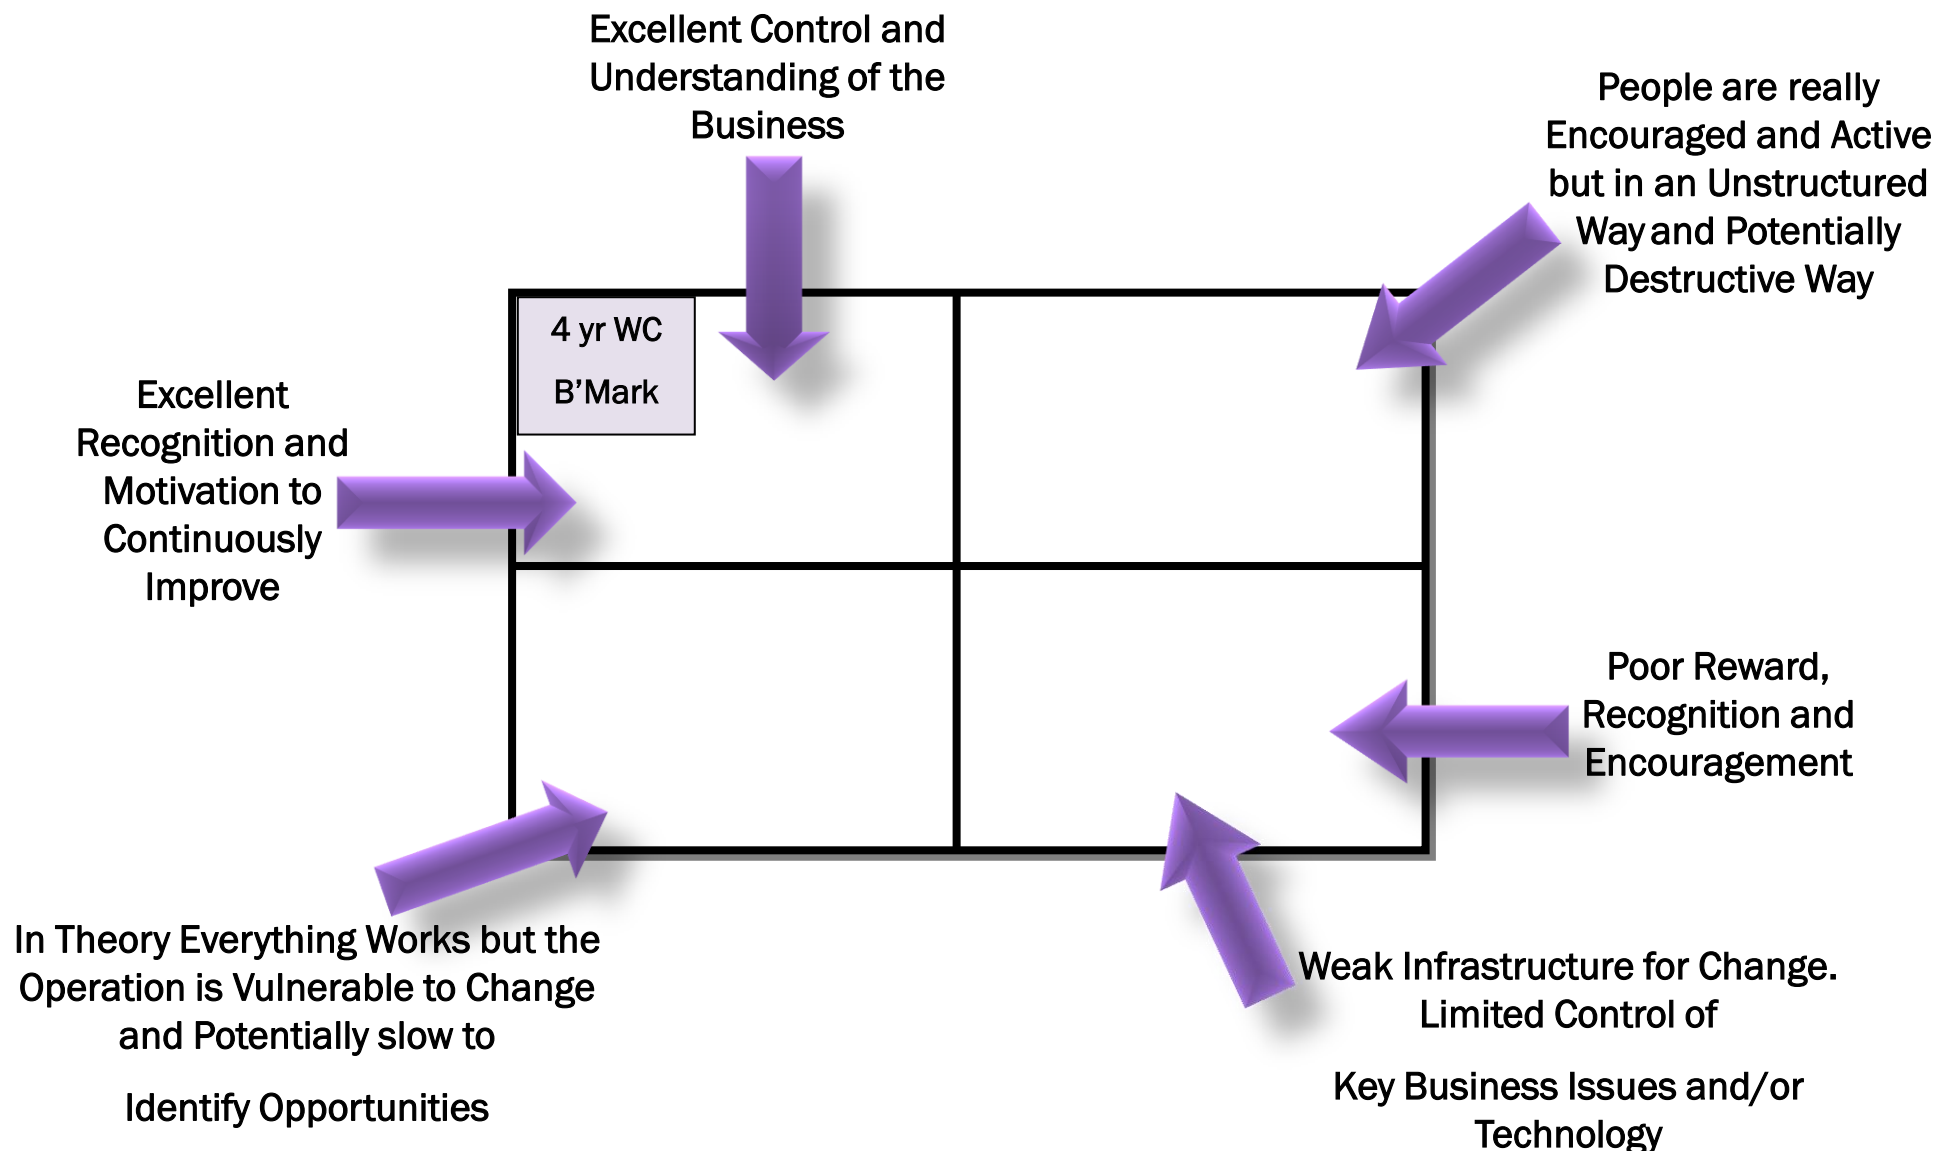 Excellent Control and
Understanding of the
Business
People are really
Encouraged and Active
but in an Unstructured
Way and Potentially
Destructive Way
4 yr WC
B’Mark
Excellent
Recognition and
Motivation to
Continuously
Improve
Poor Reward,
Recognition and
Encouragement
In Theory Everything Works but the
Operation is Vulnerable to Change
and Potentially slow to
Identify Opportunities
Weak Infrastructure for Change.
Limited Control of
Key Business Issues and/or
Technology